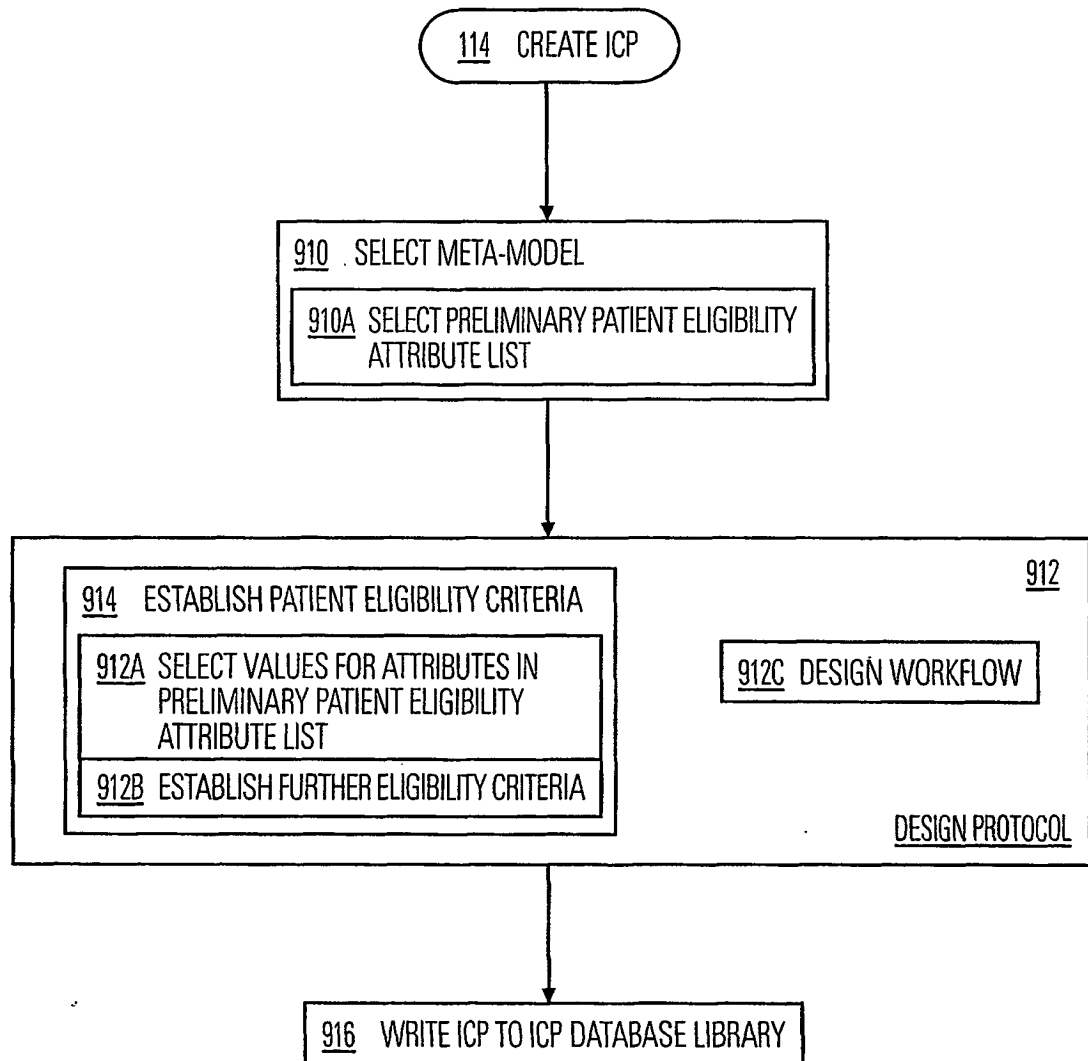 114 CREATE ICP
910 . SELECT META-MODEL
910A SELECT PRELIMINARY PATIENT ELIGIBILITY
ATTRIBUTE LIST
912
914 ESTABLISH PATIENT ELIGIBILITY CRITERIA
912A SELECT VALUES FOR ATTRIBUTES IN
PRELIMINARY PATIENT ELIGIBILITY
ATTRIBUTE LIST
912B ESTABLISH FURTHER ELIGIBILITY CRITERIA
912C DESIGN WORKFLOW
DESIGN PROTOCOL
916 WRITE ICP TO ICP DATABASE LIBRARY